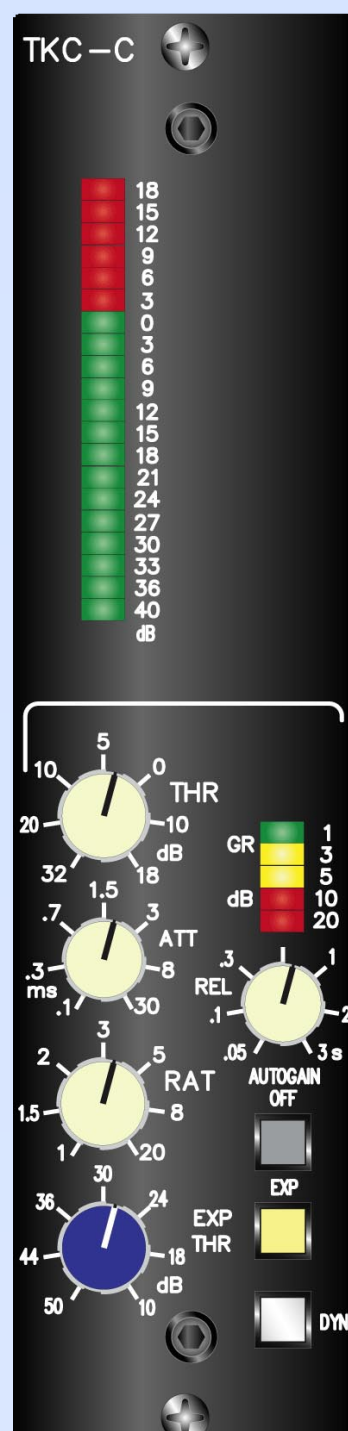 TKC-C
18
15
12
9
6
3
0
3
6
9
12
15
18
21
24
27
30
33
36
40
dB
5
10 0
THR
20 10
dB
32 18
GR
dB
1
3
5
10
20
1.5
.7 3
ATT
.3 8
ms
.1 30
.3 1
REL
.1 2
.05 3 s
3
2 5
RAT
1.5 8
1 20
AUTOGAIN
OFF
EXP
30
36 24
EXP
THR
44 18
dB
50 10
DYN